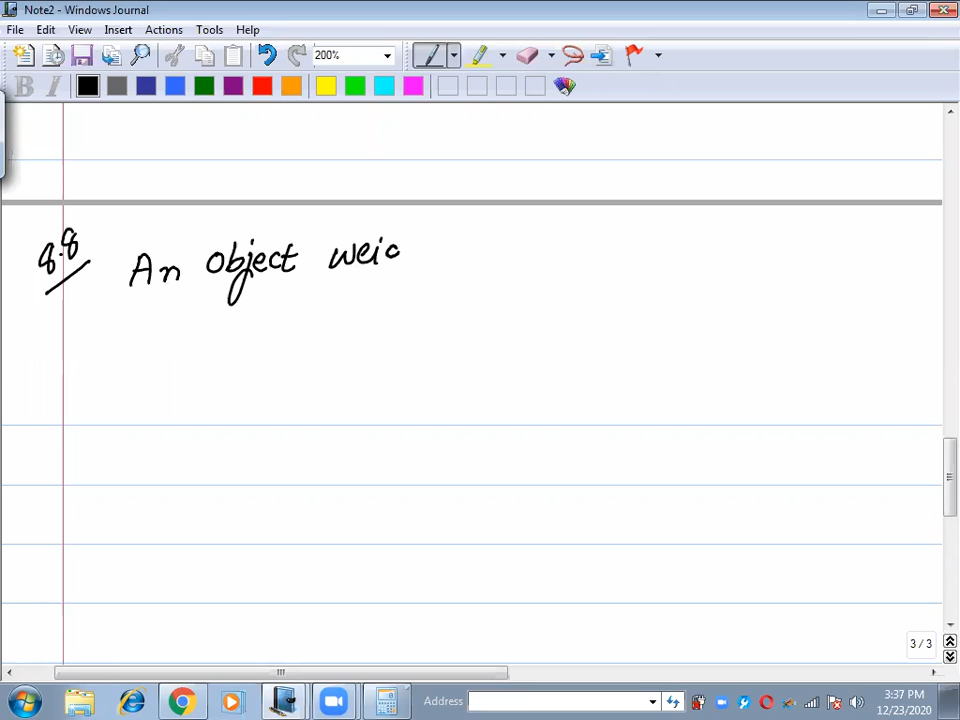 Note2 - Windows Journal
File Edit View Insert Actions Tools Help
200%
B I
8.8 An object weic
3 / 3
Address
3:37 PM
12/23/2020